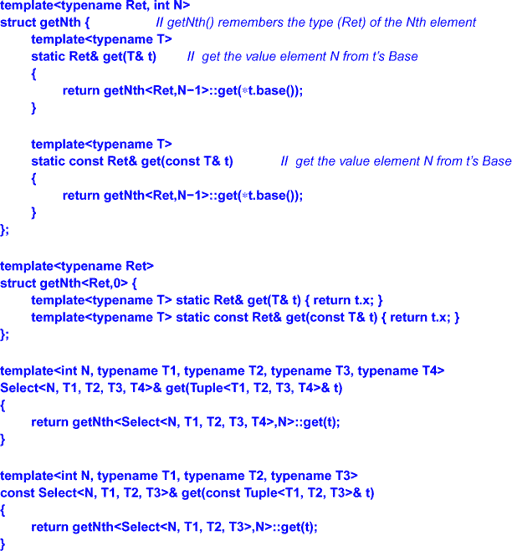 template<typename Ret, int N>
struct getNth { // getNth() remembers the type (Ret) of the Nth element
template<typename T>
static Ret& get(T& t) // get the value element N from t’s Base
{
return getNth<Ret,N−1>::get(∗t.base());
}
template<typename T>
static const Ret& get(const T& t) // get the value element N from t’s Base
{
return getNth<Ret,N−1>::get(∗t.base());
}
};
template<typename Ret>
struct getNth<Ret,0> {
template<typename T> static Ret& get(T& t) { return t.x; }
template<typename T> static const Ret& get(const T& t) { return t.x; }
};
template<int N, typename T1, typename T2, typename T3, typename T4>
Select<N, T1, T2, T3, T4>& get(Tuple<T1, T2, T3, T4>& t)
{
return getNth<Select<N, T1, T2, T3, T4>,N>::get(t);
}
template<int N, typename T1, typename T2, typename T3>
const Select<N, T1, T2, T3>& get(const Tuple<T1, T2, T3>& t)
{
return getNth<Select<N, T1, T2, T3>,N>::get(t);
}